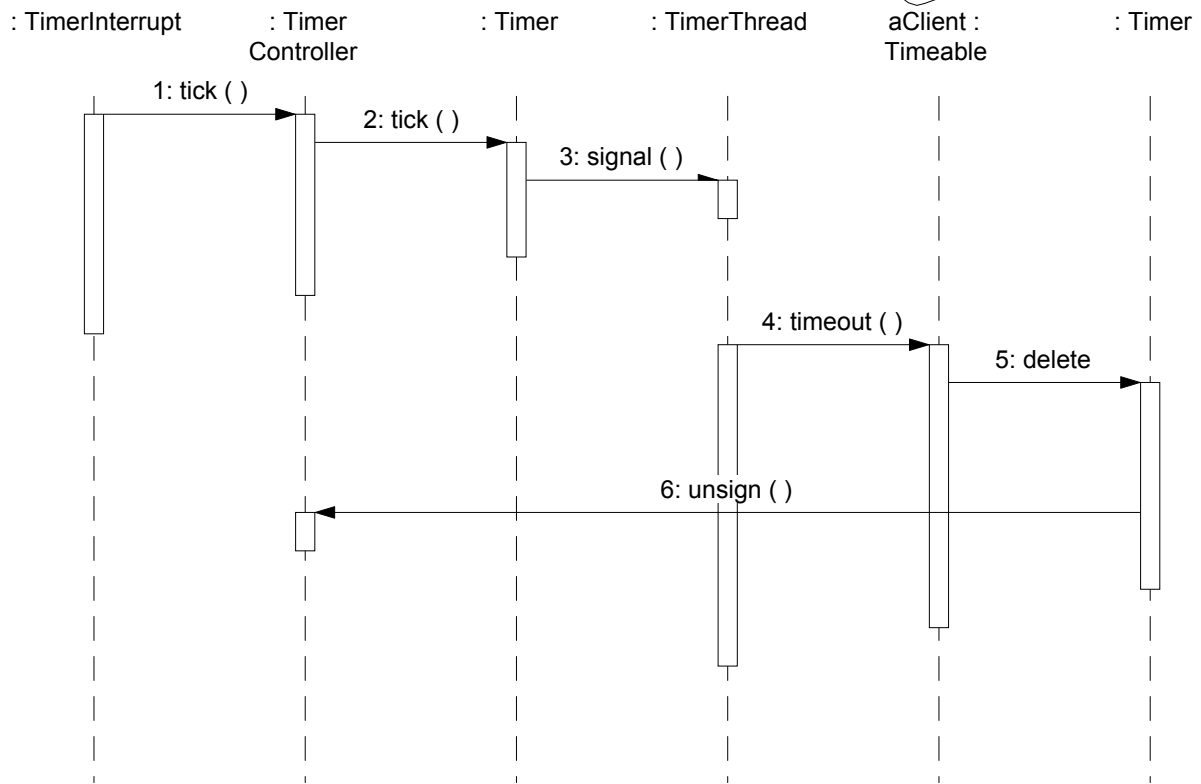 : TimerInterrupt
: Timer
Controller
: Timer
: TimerThread
aClient :
Timeable
: Timer
1: tick ( )
2: tick ( )
3: signal ( )
4: timeout ( )
5: delete
6: unsign ( )